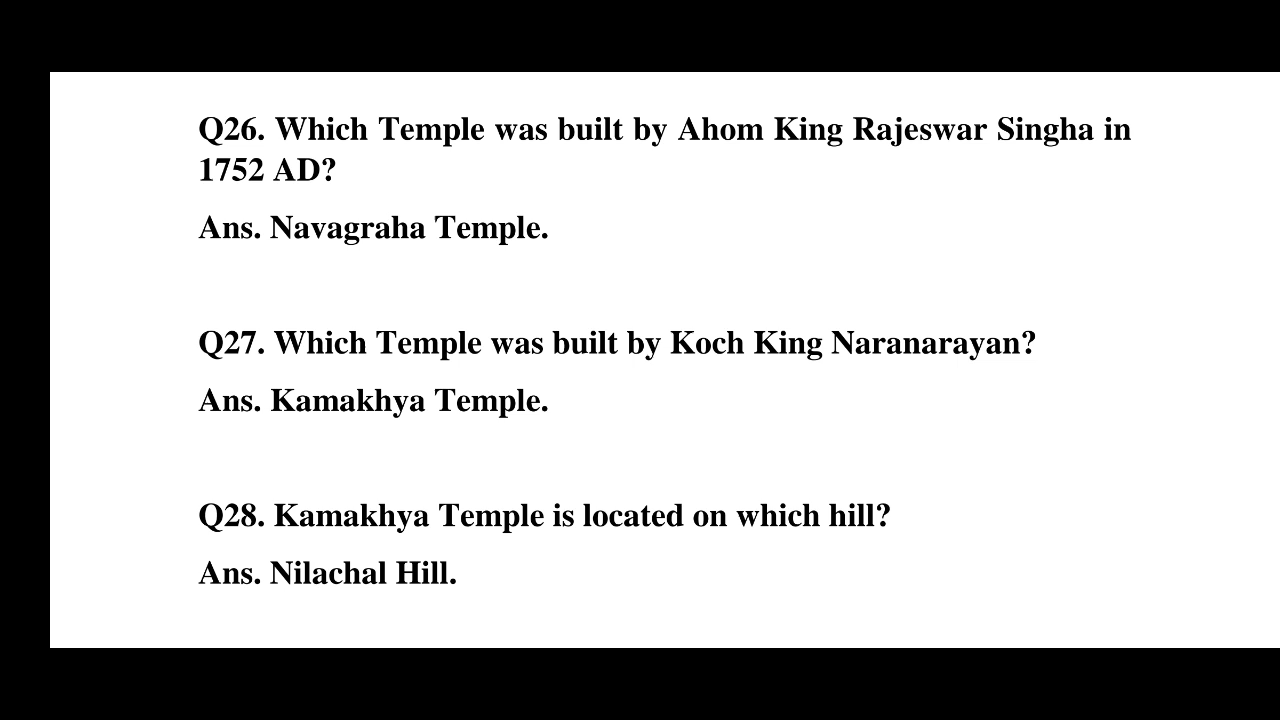 Q26. Which Temple was built by Ahom King Rajeswar Singha in
1752 AD?
Ans. Navagraha Temple.
Q27. Which Temple was built by Koch King Naranarayan?
Ans. Kamakhya Temple.
Q28. Kamakhya Temple is located on which hill?
Ans. Nilachal Hill.